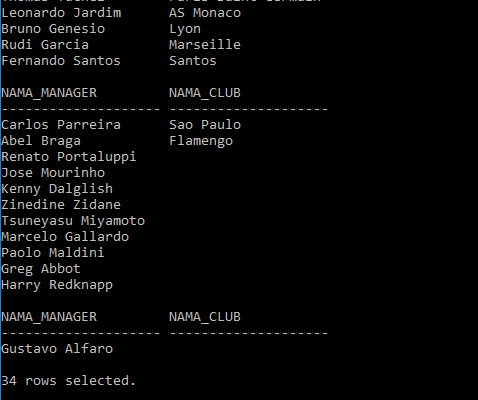 Leonardo Jardim AS Monaco
Bruno Genesio Lyon
Rudi Garcia Marseille
Fernando Santos Santos
NAMA_MANAGER NAMA_CLUB
-------------------- --------------------
Carlos Parreira Sao Paulo
Abel Braga Flamengo
Renato Portaluppi
Jose Mourinho
Kenny Dalglish
Zinedine Zidane
Tsuneyasu Miyamoto
Marcelo Gallardo
Paolo Maldini
Greg Abbot
Harry Redknapp
NAMA_MANAGER NAMA_CLUB
-------------------- --------------------
Gustavo Alfaro
34 rows selected.